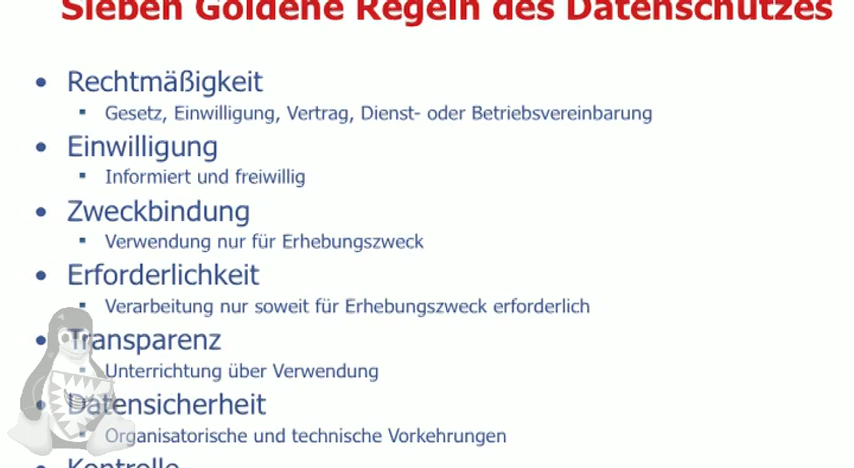 Sieben Goldene Regeln des Datenschutzes
• Rechtmäßigkeit
▪ Gesetz, Einwilligung, Vertrag, Dienst- oder Betriebsvereinbarung
• Einwilligung
▪ Informiert und freiwillig
• Zweckbindung
▪ Verwendung nur für Erhebungszweck
• Erforderlichkeit
▪ Verarbeitung nur soweit für Erhebungszweck erforderlich
• Transparenz
▪ Unterrichtung über Verwendung
• Datensicherheit
▪ Organisatorische und technische Vorkehrungen
• Kontrolle